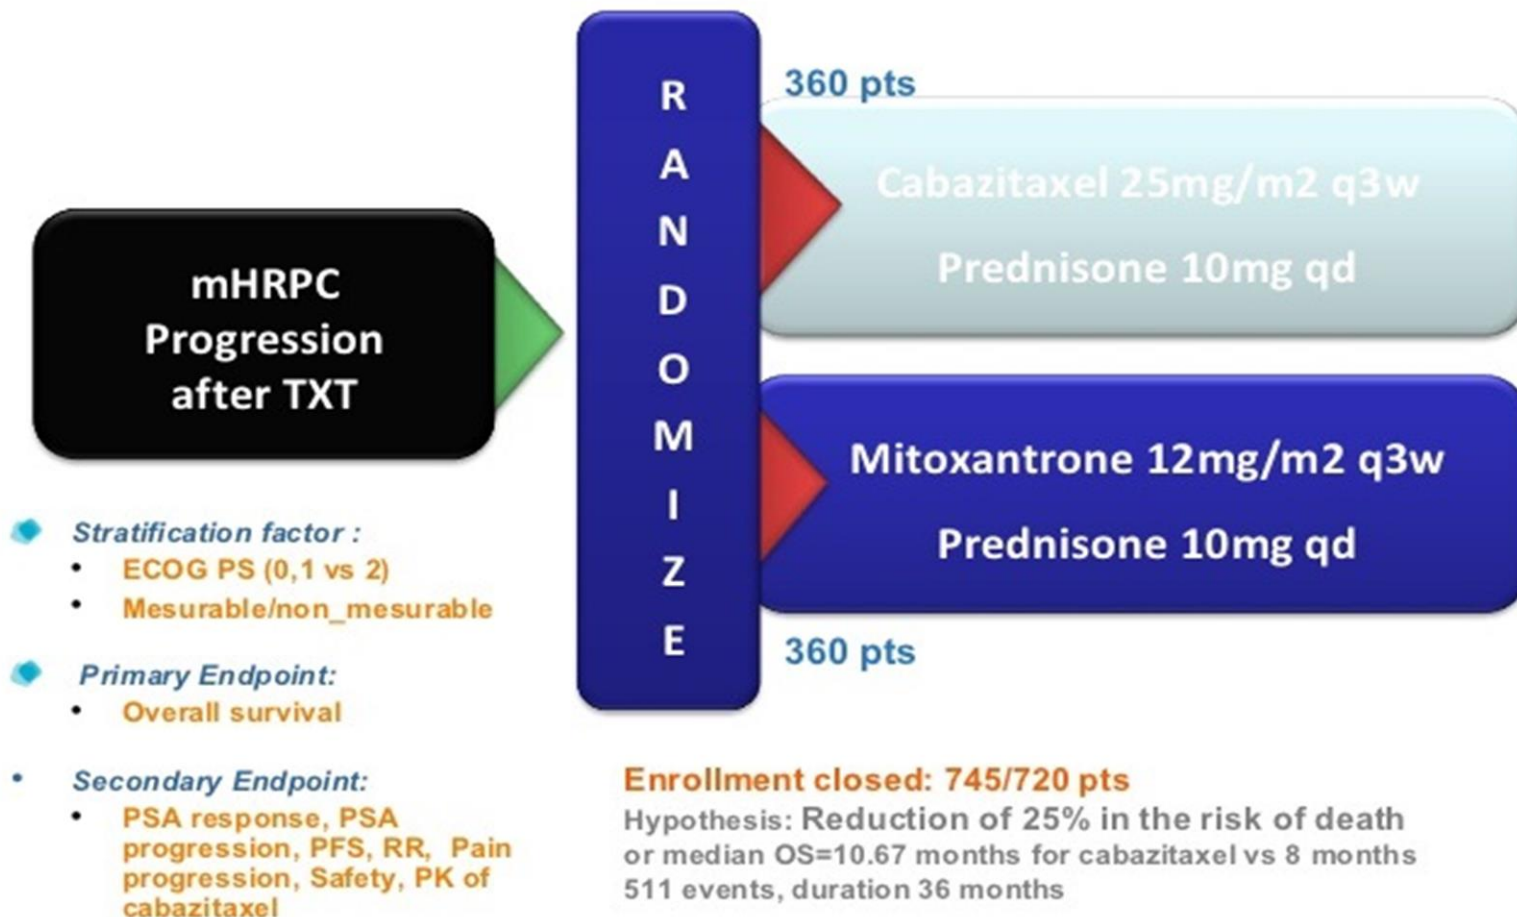 mHRPC
Progression
after TXT
Stratification factor :
• ECOG PS (0,1 vs 2)
• Mesurable/non_mesurable
Primary Endpoint:
• Overall survival
• Secondary Endpoint:
• PSA response, PSA
progression, PFS, RR, Pain
progression, Safety, PK of
cabazitaxel
R
A
N
D
O
M
I
Z
E
360 pts
Cabazitaxel 25mg/m2 q3w
Prednisone 10mg qd
Mitoxantrone 12mg/m2 q3w
Prednisone 10mg qd
360 pts
Enrollment closed: 745/720 pts
Hypothesis: Reduction of 25% in the risk of death
or median OS=10.67 months for cabazitaxel vs 8 months
511 events, duration 36 months